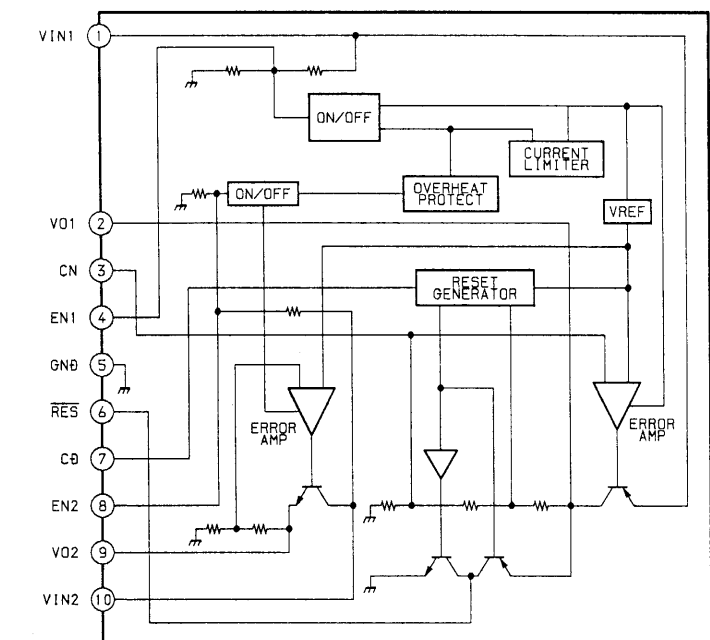 VIN1 1
ON/OFF
CURRENT
LIMITER
ON/OFF
OVERHEAT
PROTECT
VREF
VO1 2
CN 3
RESET
GENERATOR
EN1 4
GND 5
RES 6
ERROR
AMP
ERROR
AMP
CD 7
EN2 8
VO2 9
VIN2 10